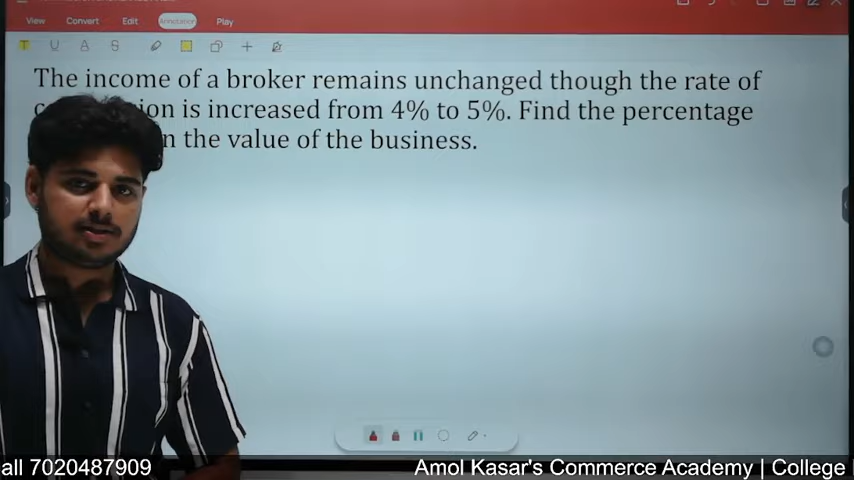 View Convert Edit Annotation Play
The income of a broker remains unchanged though the rate of
is increased from 4% to 5%. Find the percentage
the value of the business.
all 7020487909 Amol Kasar's Commerce Academy | College